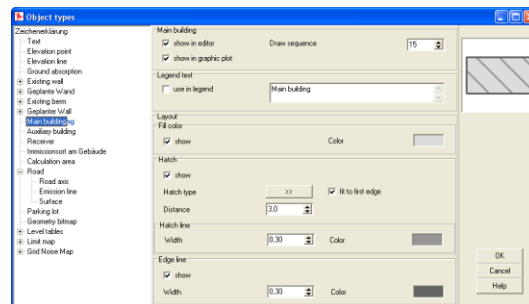 Object types
Zeichenerklärung
Text
Elevation point
Elevation line
Ground absorption
Existing wall
Geplante Wand
Existing berm
Geplanter Wall
Main building
Auxiliary building
Receiver
Immissionsort am Gebäude
Calculation area
Road
Road axis
Emission line
Surface
Parking lot
Geometry bitmap
Level tables
Limit map
Grid Noise Map
Main building:
show in editor
Draw sequence
15
show in graphic plot
Legend text
use in legend
Main building
Layout
Fill color
show
Color
Hatch
show
Hatch type
>>
fit to first edge
Distance
3,0
Hatch line
Width
0,30
Color
Edge line
show
Width
0,30
Color
OK
Cancel
Help